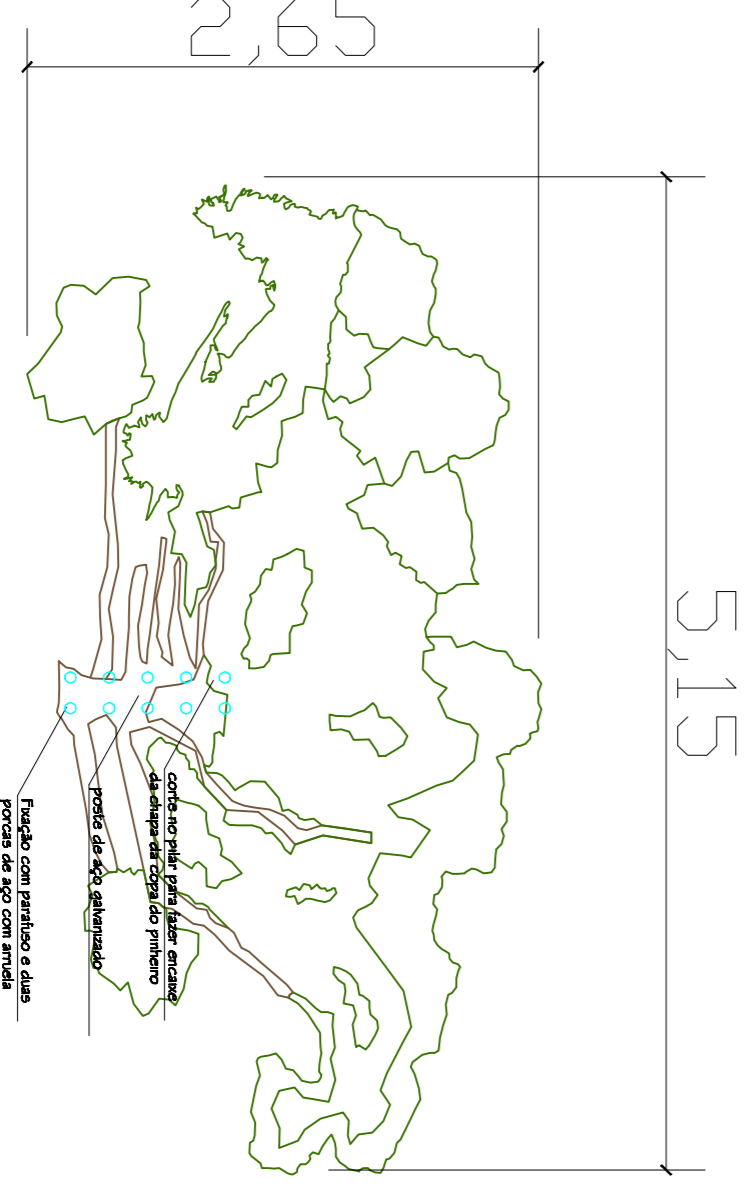 2,65
5,15
corte no pilar para fazer encaixe
da chapa da copa do pinheiro
poste de aço galvanizado
Fixação com parafuso e duas
porcas de aço com arruela